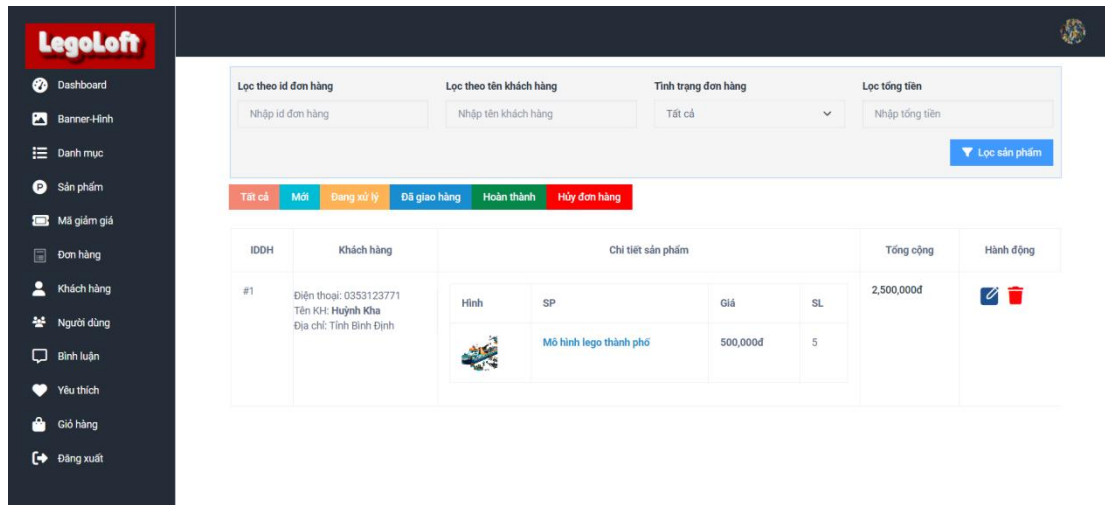 LegoLoft
Dashboard
Banner-Hình
Danh mục
Sản phẩm
Mã giảm giá
Đơn hàng
Khách hàng
Người dùng
Bình luận
Yêu thích
Giỏ hàng
Đăng xuất
Lọc theo id đơn hàng
Lọc theo tên khách hàng
Tình trạng đơn hàng
Lọc tổng tiền
Nhập id đơn hàng
Nhập tên khách hàng
Tất cả
Nhập tổng tiền
Lọc sản phẩm
Tất cả
Mới
Đang xử lý
Đã giao hàng
Hoàn thành
Hủy đơn hàng
IDDH
Khách hàng
Chi tiết sản phẩm
Tổng cộng
Hành động
#1
Điện thoại: 0353123771
Tên KH: Huỳnh Kha
Địa chỉ: Tỉnh Bình Định
Hình
SP
Giá
SL
Mô hình lego thành phố
500,000đ
5
2,500,000đ